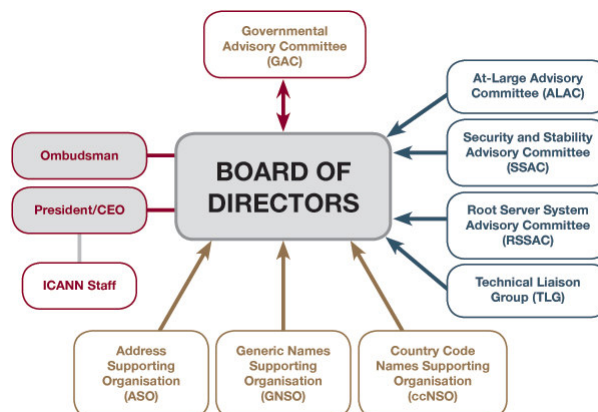 Governmental
Advisory Committee
(GAC)
At-Large Advisory
Committee (ALAC)
Ombudsman
BOARD OF
DIRECTORS
Security and Stability
Advisory Committee
(SSAC)
President/CEO
Root Server System
Advisory Committee
(RSSAC)
ICANN Staff
Technical Liaison
Group (TLG)
Address
Supporting
Organisation
(ASO)
Generic Names
Supporting
Organisation
(GNSO)
Country Code
Names Supporting
Organisation
(ccNSO)